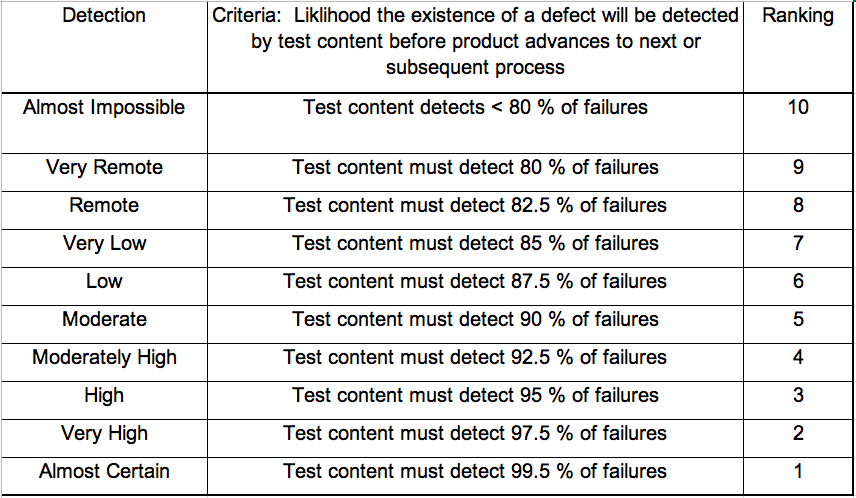 Detection
Criteria:  Liklihood the existence of a defect will be detected
by test content before product advances to next or
subsequent process
Ranking
Almost Impossible
Test content detects < 80 % of failures
10
Very Remote
Test content must detect 80 % of failures
9
Remote
Test content must detect 82.5 % of failures
8
Very Low
Test content must detect 85 % of failures
7
Low
Test content must detect 87.5 % of failures
6
Moderate
Test content must detect 90 % of failures
5
Moderately High
Test content must detect 92.5 % of failures
4
High
Test content must detect 95 % of failures
3
Very High
Test content must detect 97.5 % of failures
2
Almost Certain
Test content must detect 99.5 % of failures
1